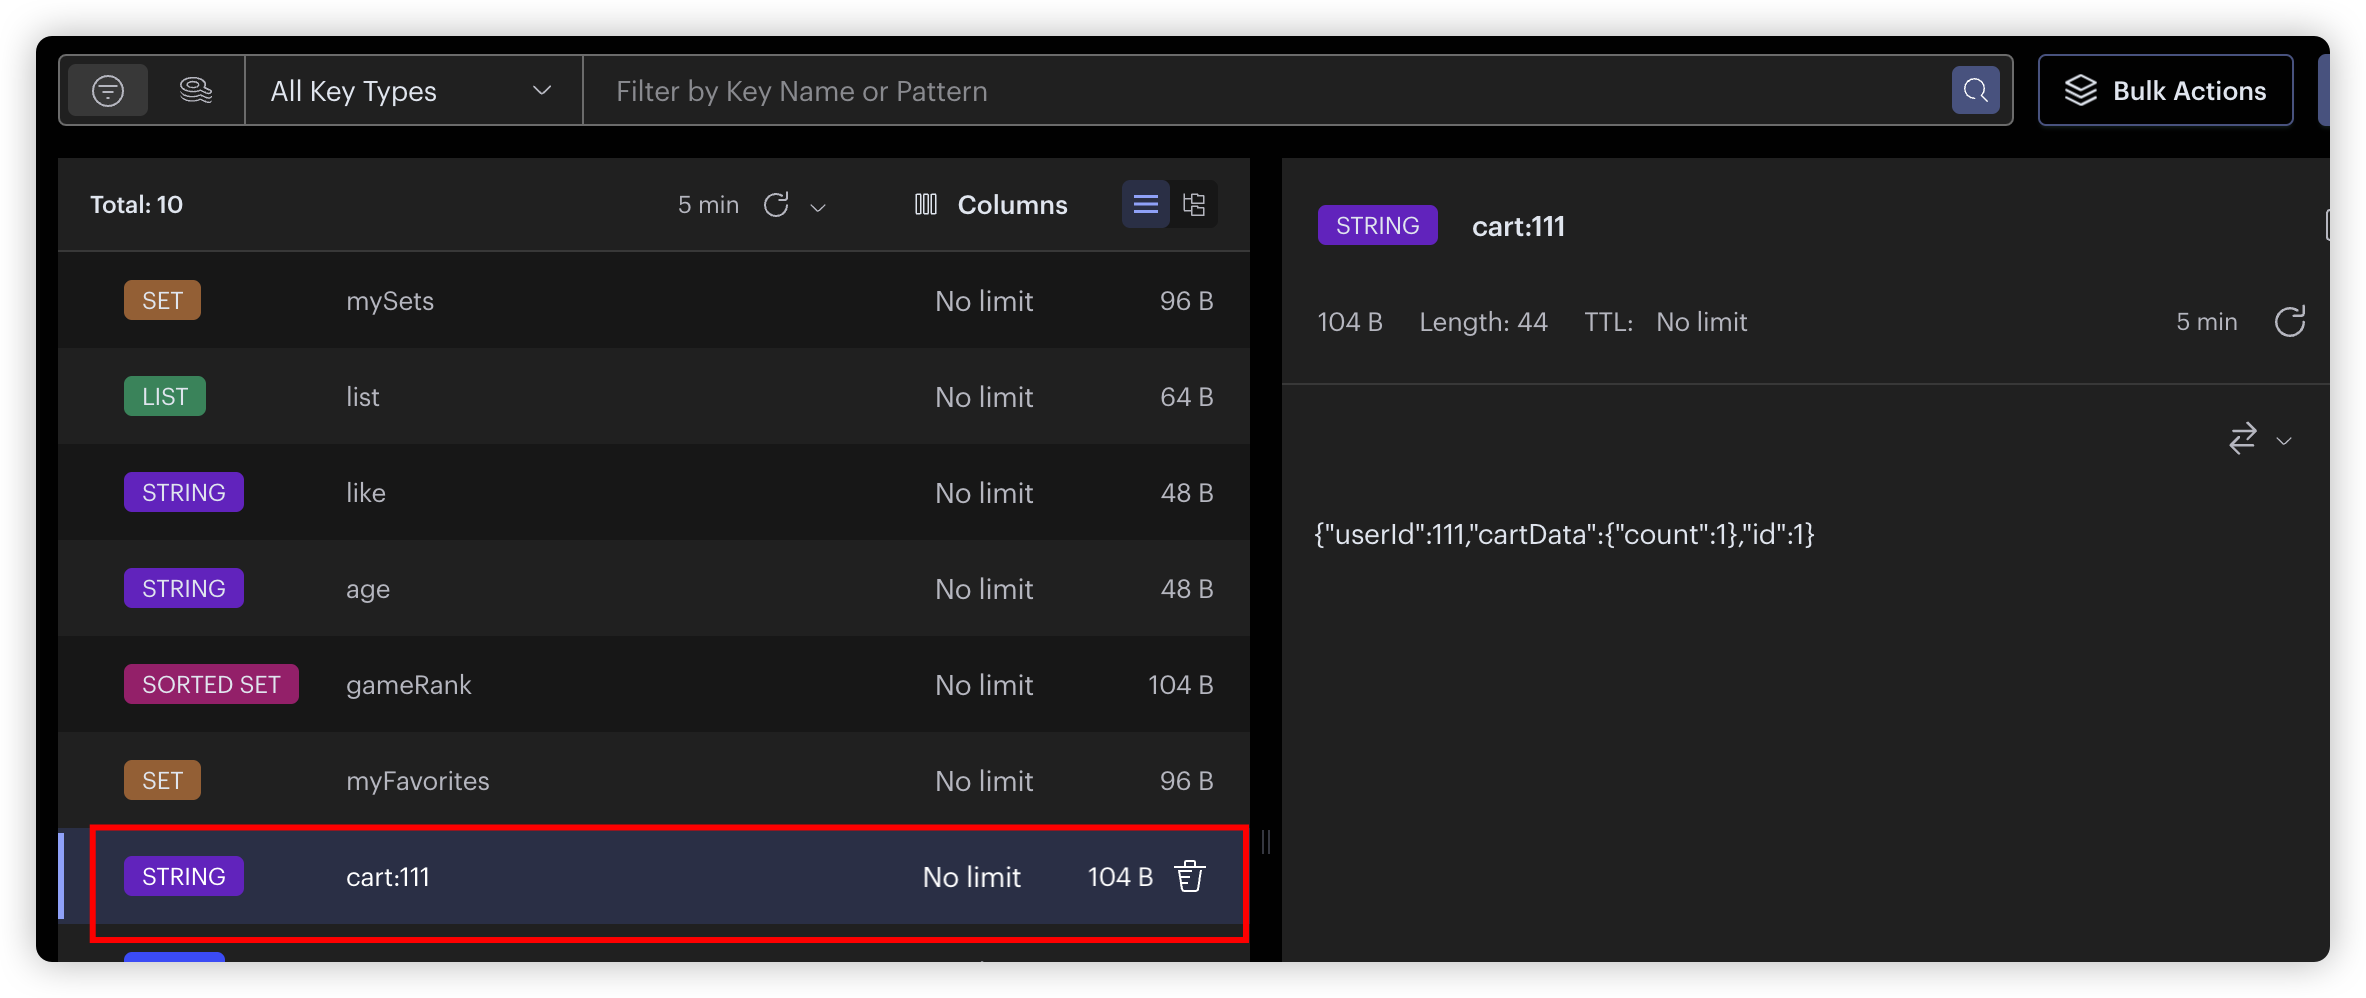 All Key Types
Filter by Key Name or Pattern
Bulk Actions
Total: 10
5 min
Columns
SET mySets No limit 96 B
LIST list No limit 64 B
STRING like No limit 48 B
STRING age No limit 48 B
SORTED SET gameRank No limit 104 B
SET myFavorites No limit 96 B
STRING cart:111 No limit 104 B
STRING cart:111
104 B Length: 44 TTL: No limit 5 min
{"userId":111,"cartData":{"count":1},"id":1}